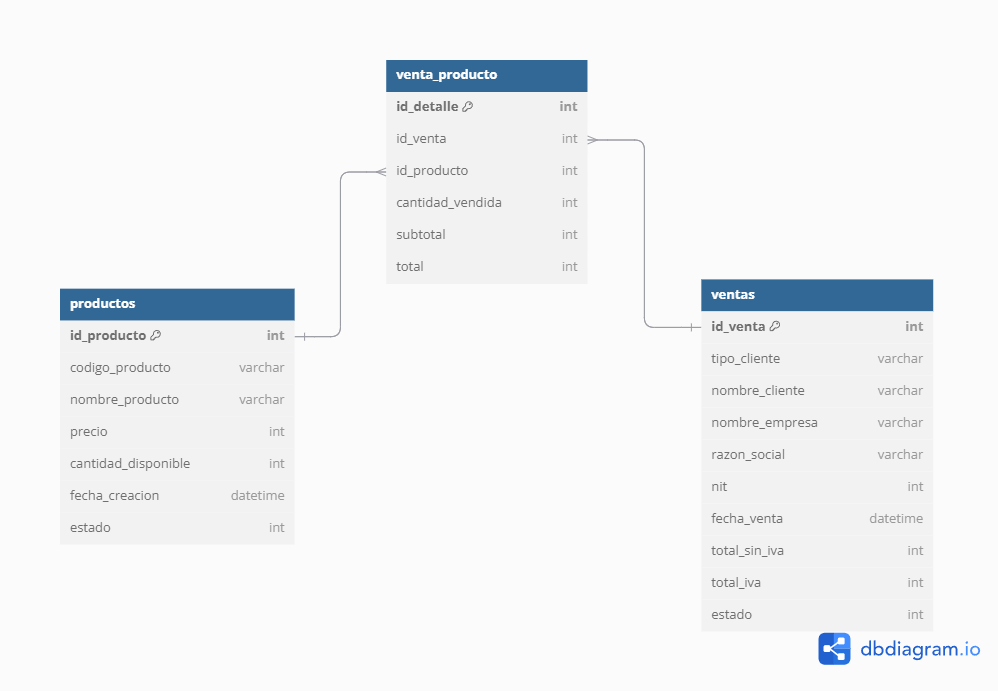 venta_producto
id_detalle int
id_venta int
id_producto int
cantidad_vendida int
subtotal int
total int
productos
id_producto int
codigo_producto varchar
nombre_producto varchar
precio int
cantidad_disponible int
fecha_creacion datetime
estado int
ventas
id_venta int
tipo_cliente varchar
nombre_cliente varchar
nombre_empresa varchar
razon_social varchar
nit int
fecha_venta datetime
total_sin_iva int
total_iva int
estado int
dbdiagram.io